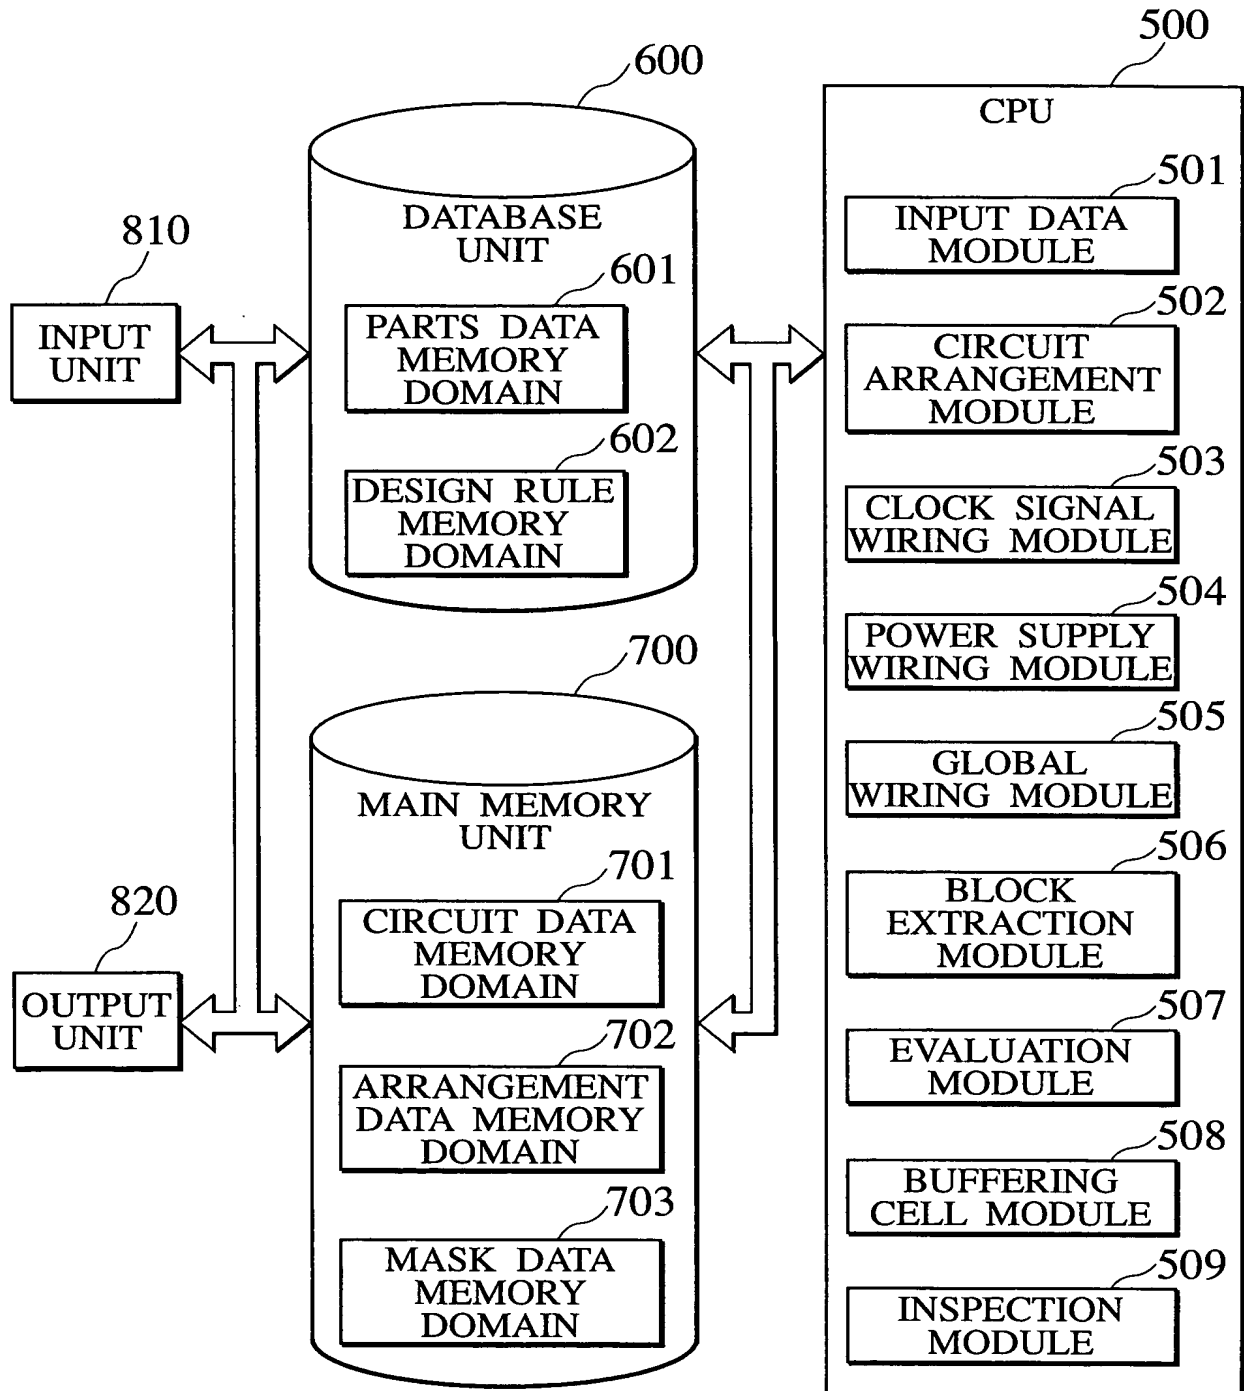 500
CPU
501
INPUT DATA
MODULE
502
CIRCUIT
ARRANGEMENT
MODULE
503
CLOCK SIGNAL
WIRING MODULE
504
POWER SUPPLY
WIRING MODULE
505
GLOBAL
WIRING MODULE
506
BLOCK
EXTRACTION
MODULE
507
EVALUATION
MODULE
508
BUFFERING
CELL MODULE
509
INSPECTION
MODULE
600
DATABASE
UNIT
601
PARTS DATA
MEMORY
DOMAIN
602
DESIGN RULE
MEMORY
DOMAIN
700
MAIN MEMORY
UNIT
701
CIRCUIT DATA
MEMORY
DOMAIN
702
ARRANGEMENT
DATA MEMORY
DOMAIN
703
MASK DATA
MEMORY
DOMAIN
810
INPUT
UNIT
820
OUTPUT
UNIT